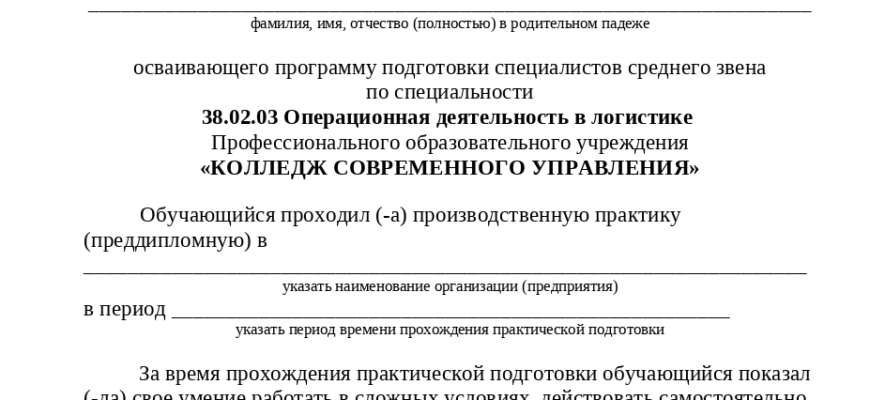 фамилия, имя, отчество (полностью) в родительном падеже
осваивающего программу подготовки специалистов среднего звена
по специальности
38.02.03 Операционная деятельность в логистике
Профессионального образовательного учреждения
«КОЛЛЕДЖ СОВРЕМЕННОГО УПРАВЛЕНИЯ»
Обучающийся проходил (-а) производственную практику
(преддипломную) в
указать наименование организации (предприятия)
в период
указать период времени прохождения практической подготовки
За время прохождения практической подготовки обучающийся показал
(-ла) свое умение работать в сложных условиях, действовать самостоятельно,